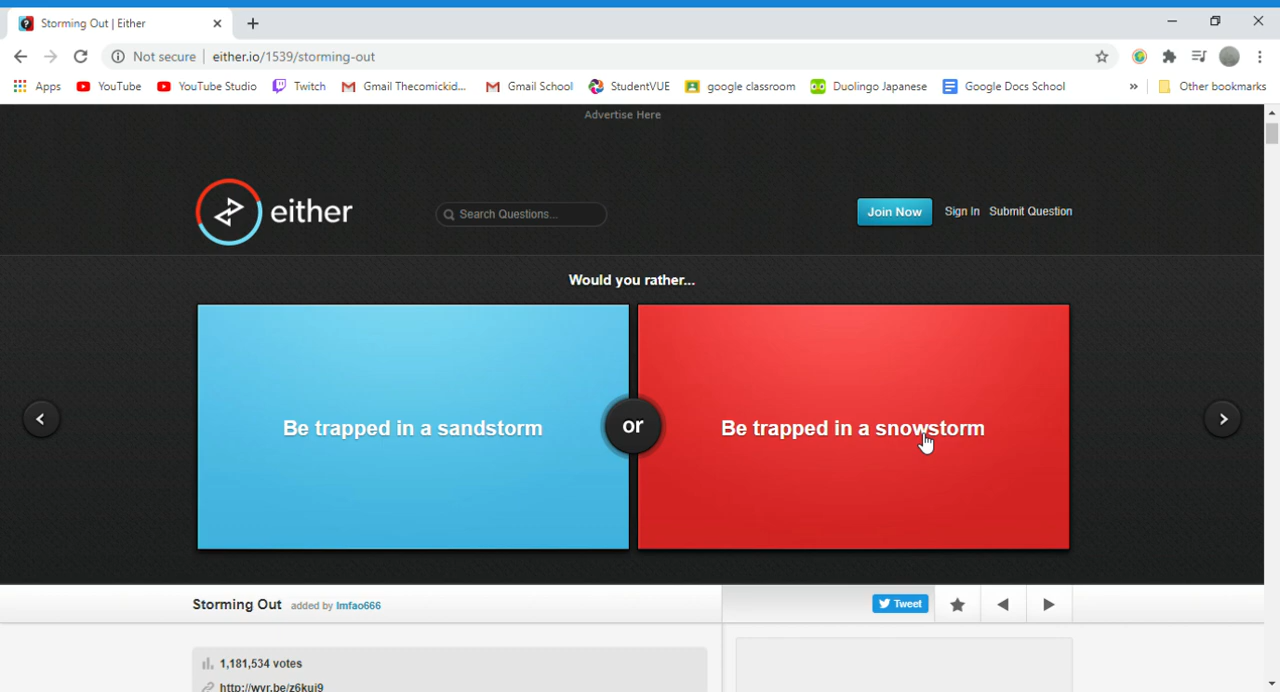 Storming Out | Either
Not secure | either.io/1539/storming-out
Apps YouTube YouTube Studio Twitch Gmail Thecomickid... Gmail School StudentVUE google classroom Duolingo Japanese Google Docs School » Other bookmarks
Advertise Here
either
Search Questions...
Join Now Sign In Submit Question
Would you rather...
Be trapped in a sandstorm
or
Be trapped in a snowstorm
Storming Out added by lmfao666
Tweet
1,181,534 votes
http://wyr.be/z6kuj9